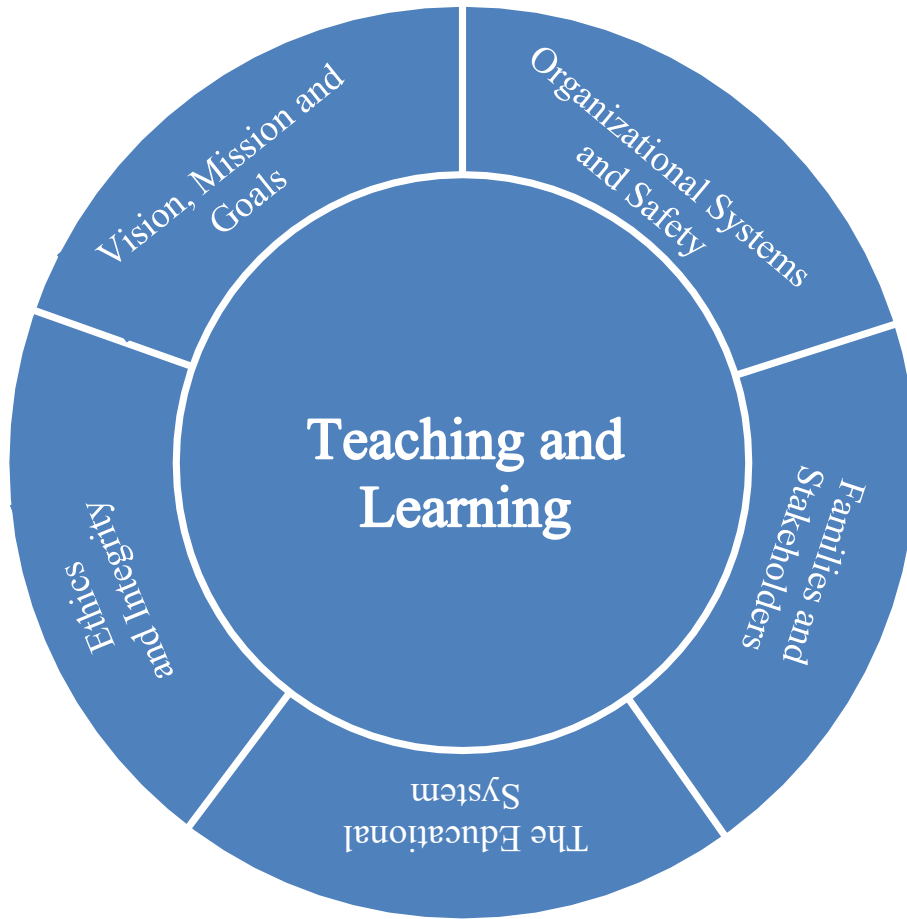 Vision, Mission and
Goals
Organizational Systems
and Safety
Families and
Stakeholders
The Educational
System
Ethics
and Integrity
Teaching and
Learning